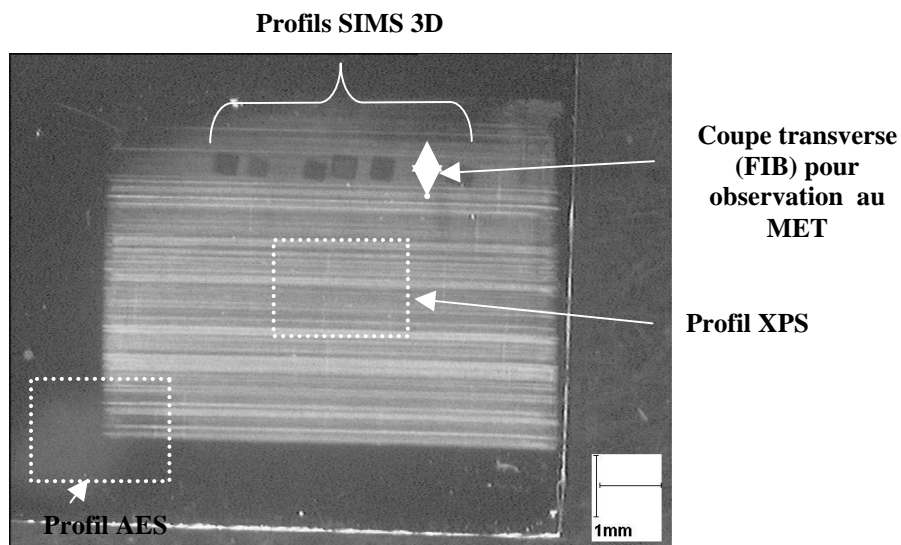 Profils SIMS 3D
Coupe transverse
(FIB) pour
observation au
MET
Profil XPS
Profil AES
1mm